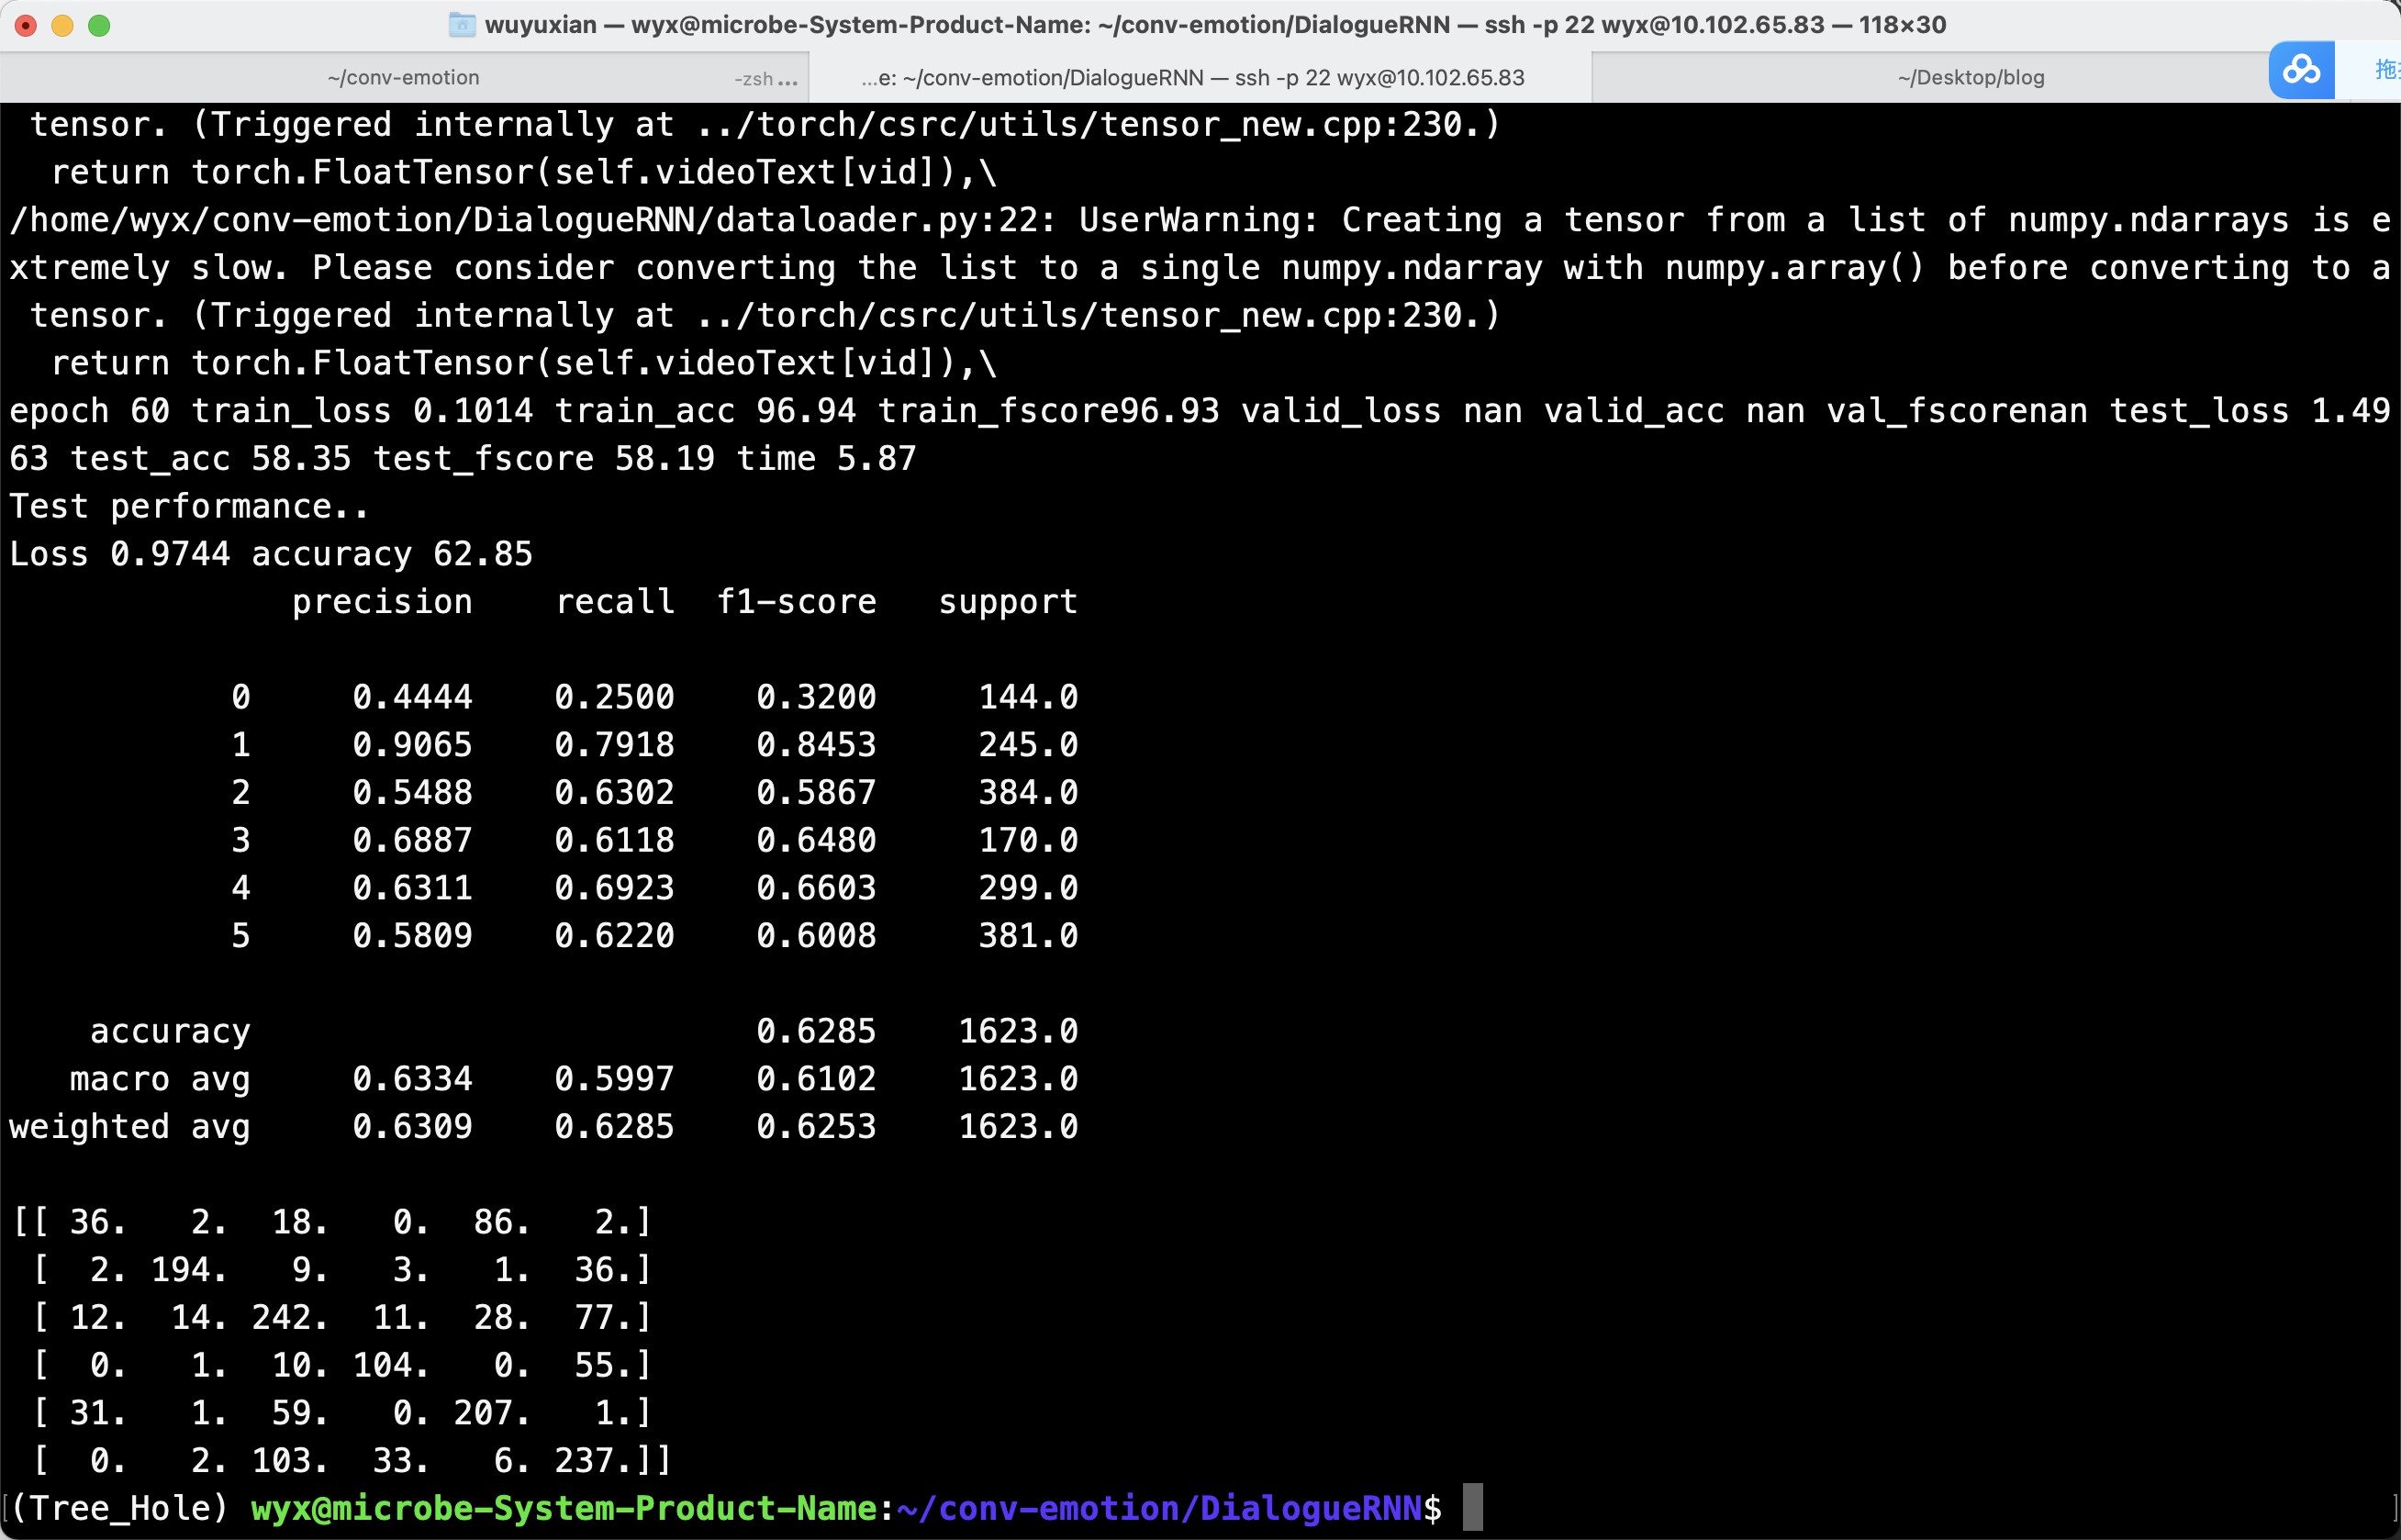 wuyuxian — wyx@microbe-System-Product-Name: ~/conv-emotion/DialogueRNN — ssh -p 22 wyx@10.102.65.83 — 118×30
~/conv-emotion -zsh ... ...e: ~/conv-emotion/DialogueRNN — ssh -p 22 wyx@10.102.65.83 ~/Desktop/blog
tensor. (Triggered internally at ../torch/csrc/utils/tensor_new.cpp:230.)
return torch.FloatTensor(self.videoText[vid]),\
/home/wyx/conv-emotion/DialogueRNN/dataloader.py:22: UserWarning: Creating a tensor from a list of numpy.ndarrays is e
xtremely slow. Please consider converting the list to a single numpy.ndarray with numpy.array() before converting to a
tensor. (Triggered internally at ../torch/csrc/utils/tensor_new.cpp:230.)
return torch.FloatTensor(self.videoText[vid]),\
epoch 60 train_loss 0.1014 train_acc 96.94 train_fscore96.93 valid_loss nan valid_acc nan val_fscorenan test_loss 1.49
63 test_acc 58.35 test_fscore 58.19 time 5.87
Test performance..
Loss 0.9744 accuracy 62.85
precision recall f1-score support
0 0.4444 0.2500 0.3200 144.0
1 0.9065 0.7918 0.8453 245.0
2 0.5488 0.6302 0.5867 384.0
3 0.6887 0.6118 0.6480 170.0
4 0.6311 0.6923 0.6603 299.0
5 0.5809 0.6220 0.6008 381.0
accuracy 0.6285 1623.0
macro avg 0.6334 0.5997 0.6102 1623.0
weighted avg 0.6309 0.6285 0.6253 1623.0
[[ 36. 2. 18. 0. 86. 2.]
[ 2. 194. 9. 3. 1. 36.]
[ 12. 14. 242. 11. 28. 77.]
[ 0. 1. 10. 104. 0. 55.]
[ 31. 1. 59. 0. 207. 1.]
[ 0. 2. 103. 33. 6. 237.]]
(Tree_Hole) wyx@microbe-System-Product-Name:~/conv-emotion/DialogueRNN$